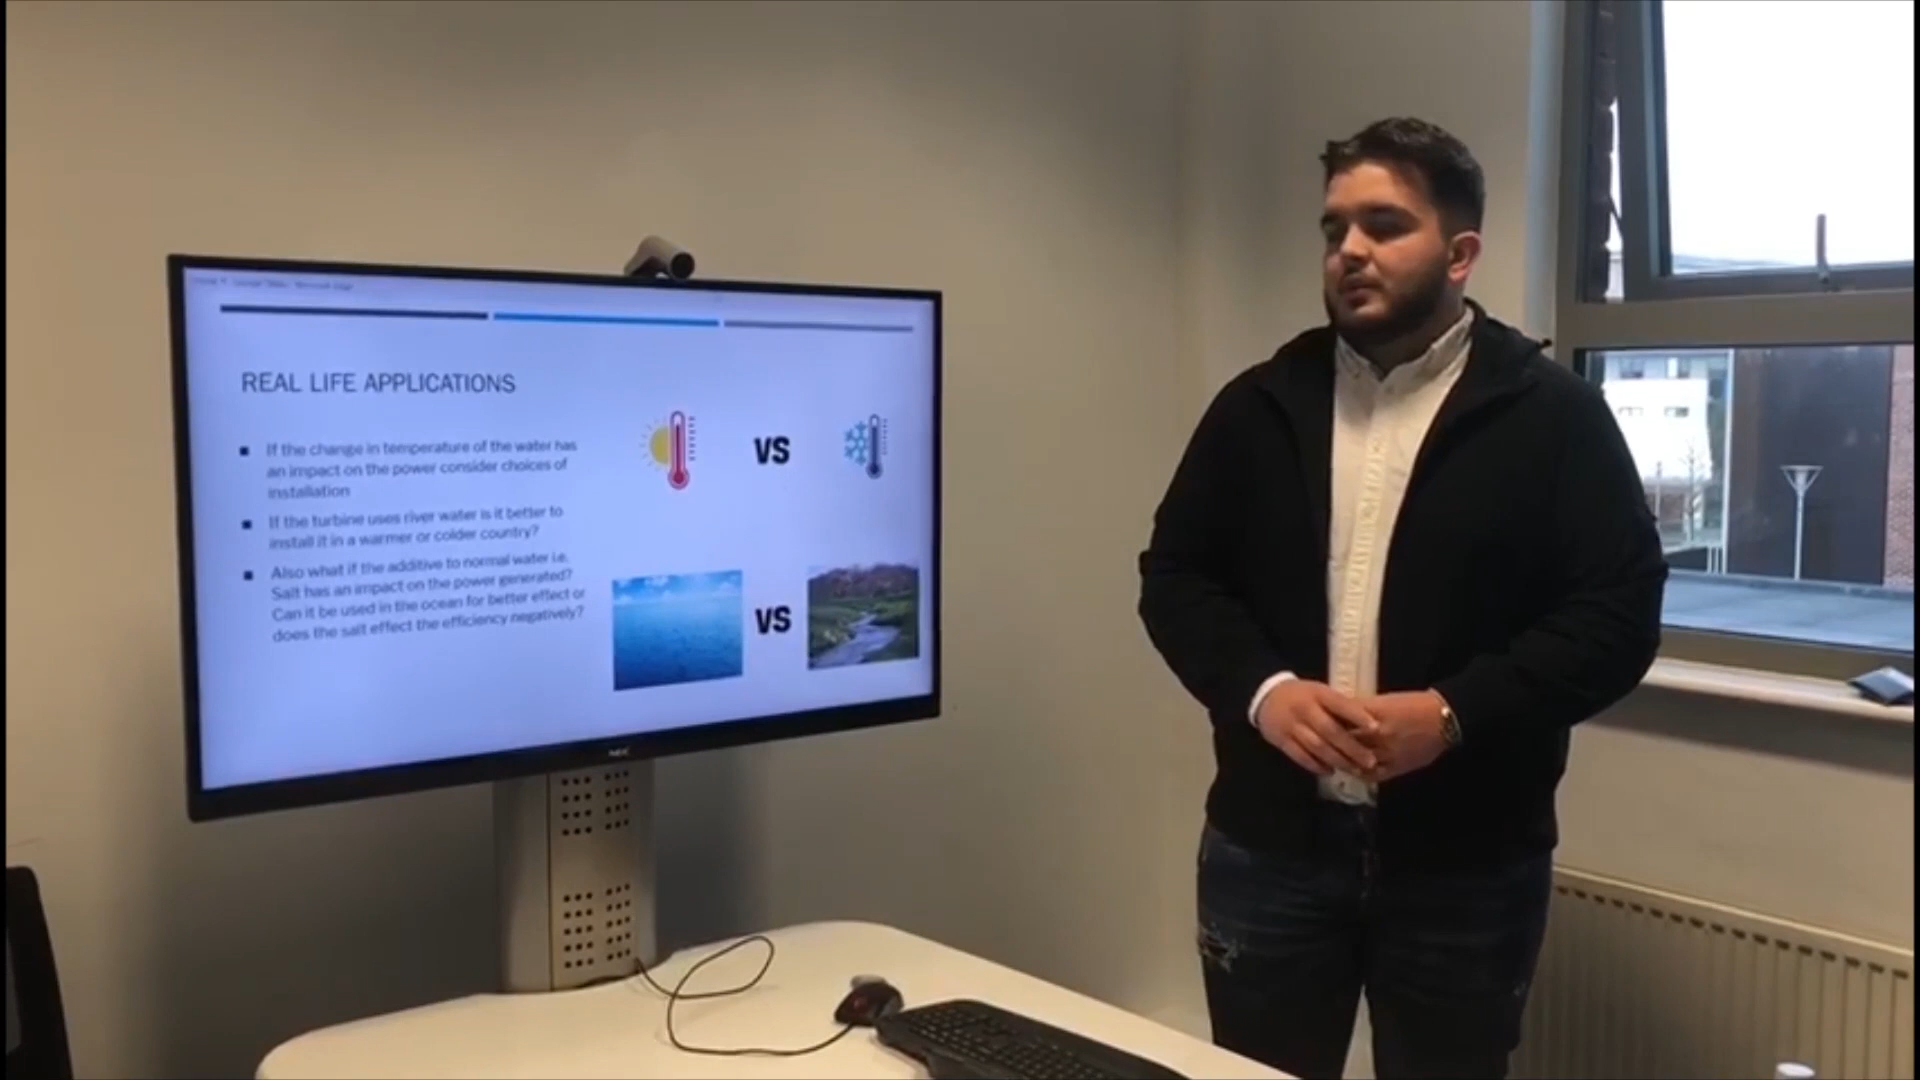 REAL LIFE APPLICATIONS
If the change in temperature of the water has
an impact on the power consider choices of
installation
If the turbine uses river water is it better to
install it in a warmer or colder country?
Also what if the additive to normal water i.e.
Salt has an impact on the power generated?
Can it be used in the ocean for better effect or
does the salt effect the efficiency negatively?
VS
VS
NEC